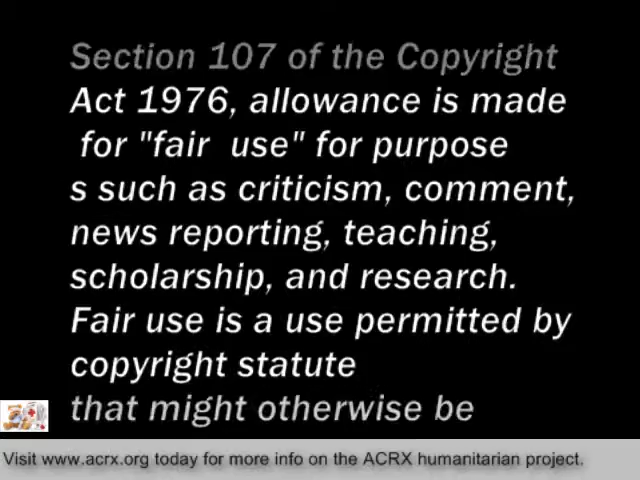 Section 107 of the Copyright
Act 1976, allowance is made
for "fair use" for purpose
s such as criticism, comment,
news reporting, teaching,
scholarship, and research.
Fair use is a use permitted by
copyright statute
that might otherwise be
Visit www.acrx.org today for more info on the ACRX humanitarian project.